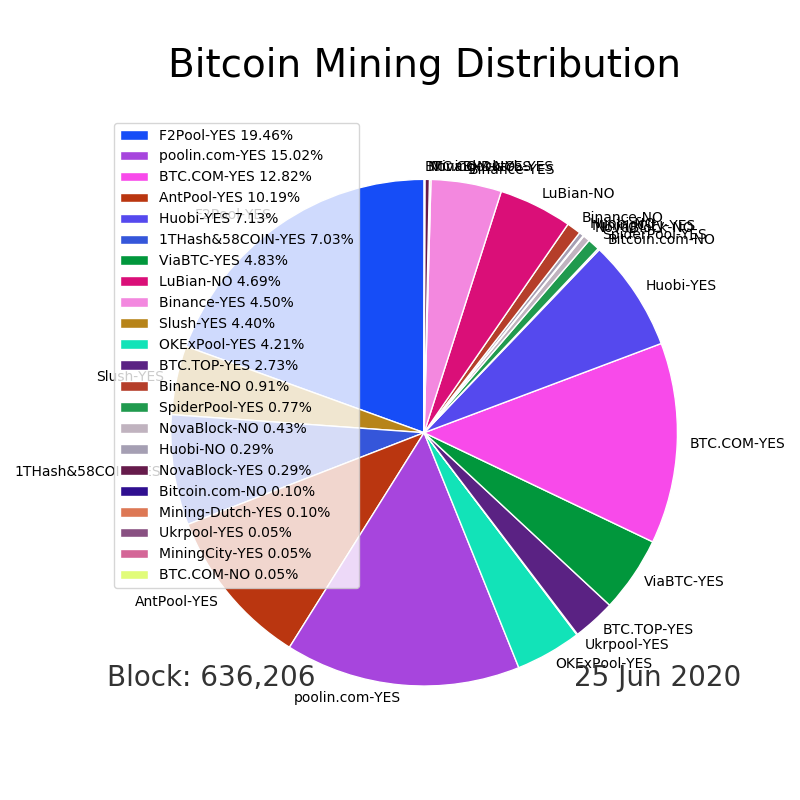 Bitcoin Mining Distribution
F2Pool-YES 19.46%
poolin.com-YES 15.02%
BTC.COM-YES 12.82%
AntPool-YES 10.19%
Huobi-YES 7.13%
1THash&58COIN-YES 7.03%
ViaBTC-YES 4.83%
LuBian-NO 4.69%
Binance-YES 4.50%
Slush-YES 4.40%
OKExPool-YES 4.21%
BTC.TOP-YES 2.73%
Binance-NO 0.91%
SpiderPool-YES 0.77%
NovaBlock-NO 0.43%
Huobi-NO 0.29%
NovaBlock-YES 0.29%
Bitcoin.com-NO 0.10%
Mining-Dutch-YES 0.10%
Ukrpool-YES 0.05%
MiningCity-YES 0.05%
BTC.COM-NO 0.05%
Binance-YES
LuBian-NO
Binance-NO
SpiderPool-YES
Bitcoin.com-NO
Huobi-YES
BTC.COM-YES
ViaBTC-YES
BTC.TOP-YES
Ukrpool-YES
OKExPool-YES
poolin.com-YES
AntPool-YES
1THash&58COIN-YES
Slush-YES
F2Pool-YES
Block: 636,206
25 Jun 2020